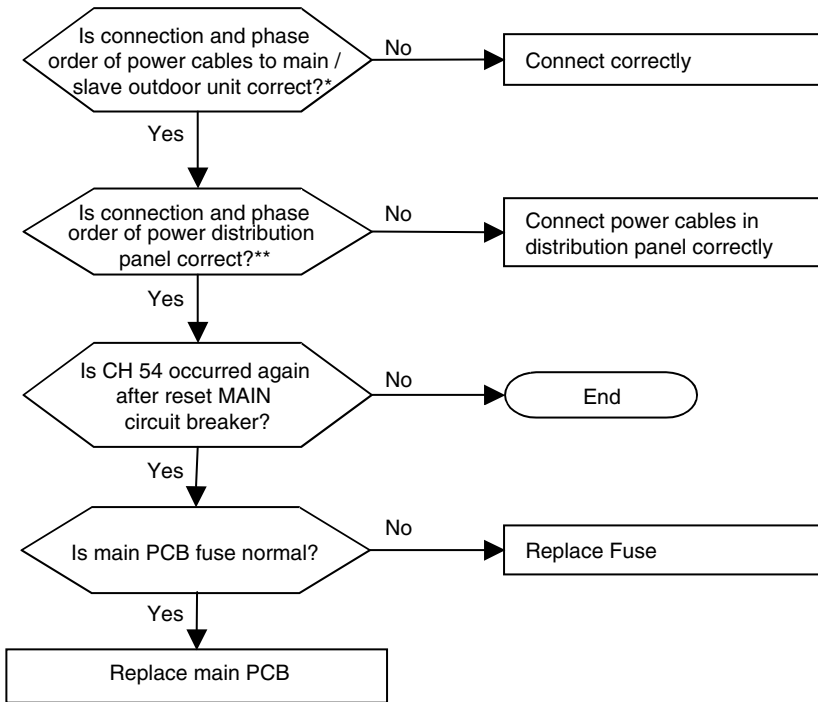 Is connection and phase
order of power cables to main /
slave outdoor unit correct?*
No
Connect correctly
Yes
Is connection and phase
order of power distribution
panel correct?**
No
Connect power cables in
distribution panel correctly
Yes
Is CH 54 occurred again
after reset MAIN
circuit breaker?
No
End
Yes
Is main PCB fuse normal?
No
Replace Fuse
Yes
Replace main PCB